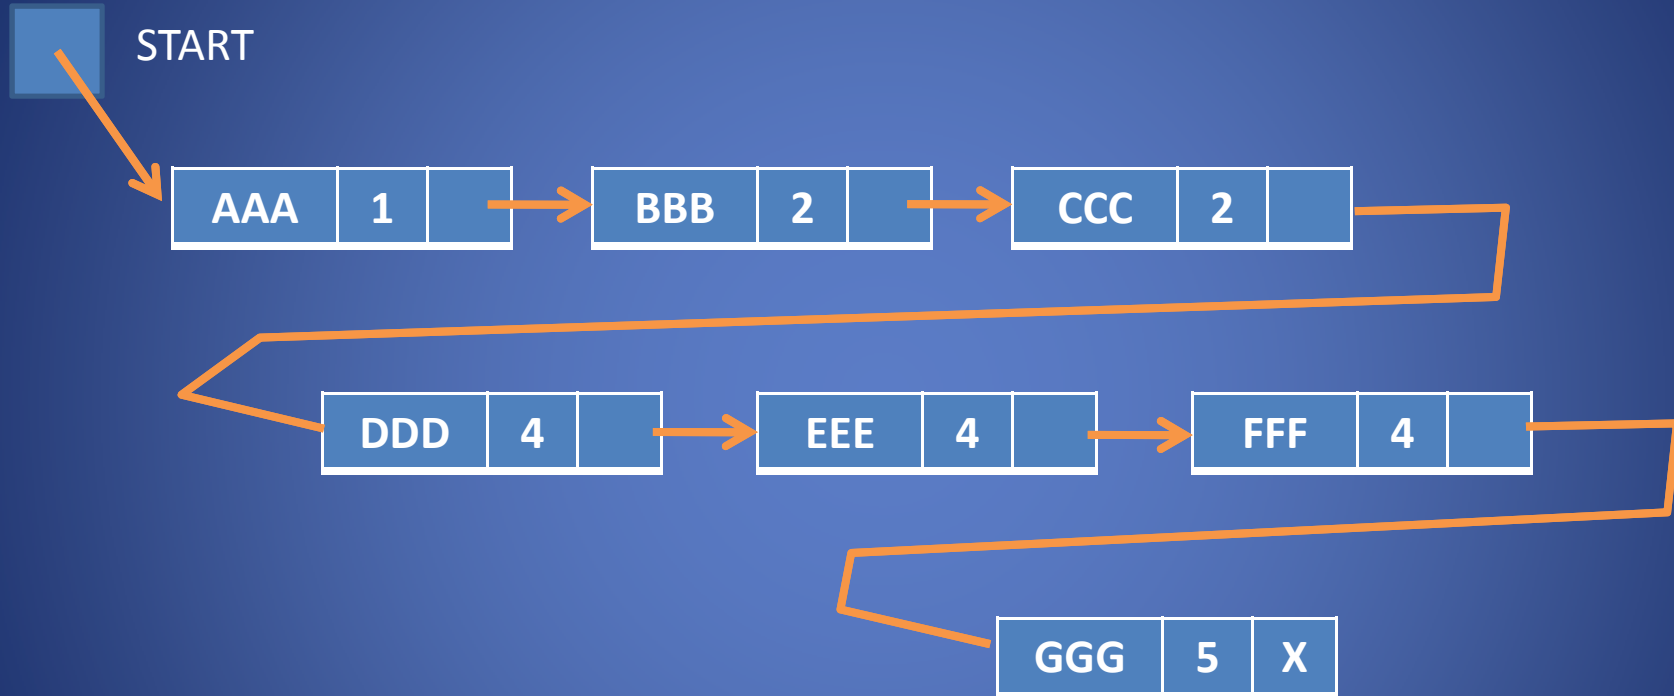 START
AAA 1 BBB 2 CCC 2
DDD 4 EEE 4 FFF 4
GGG 5 X